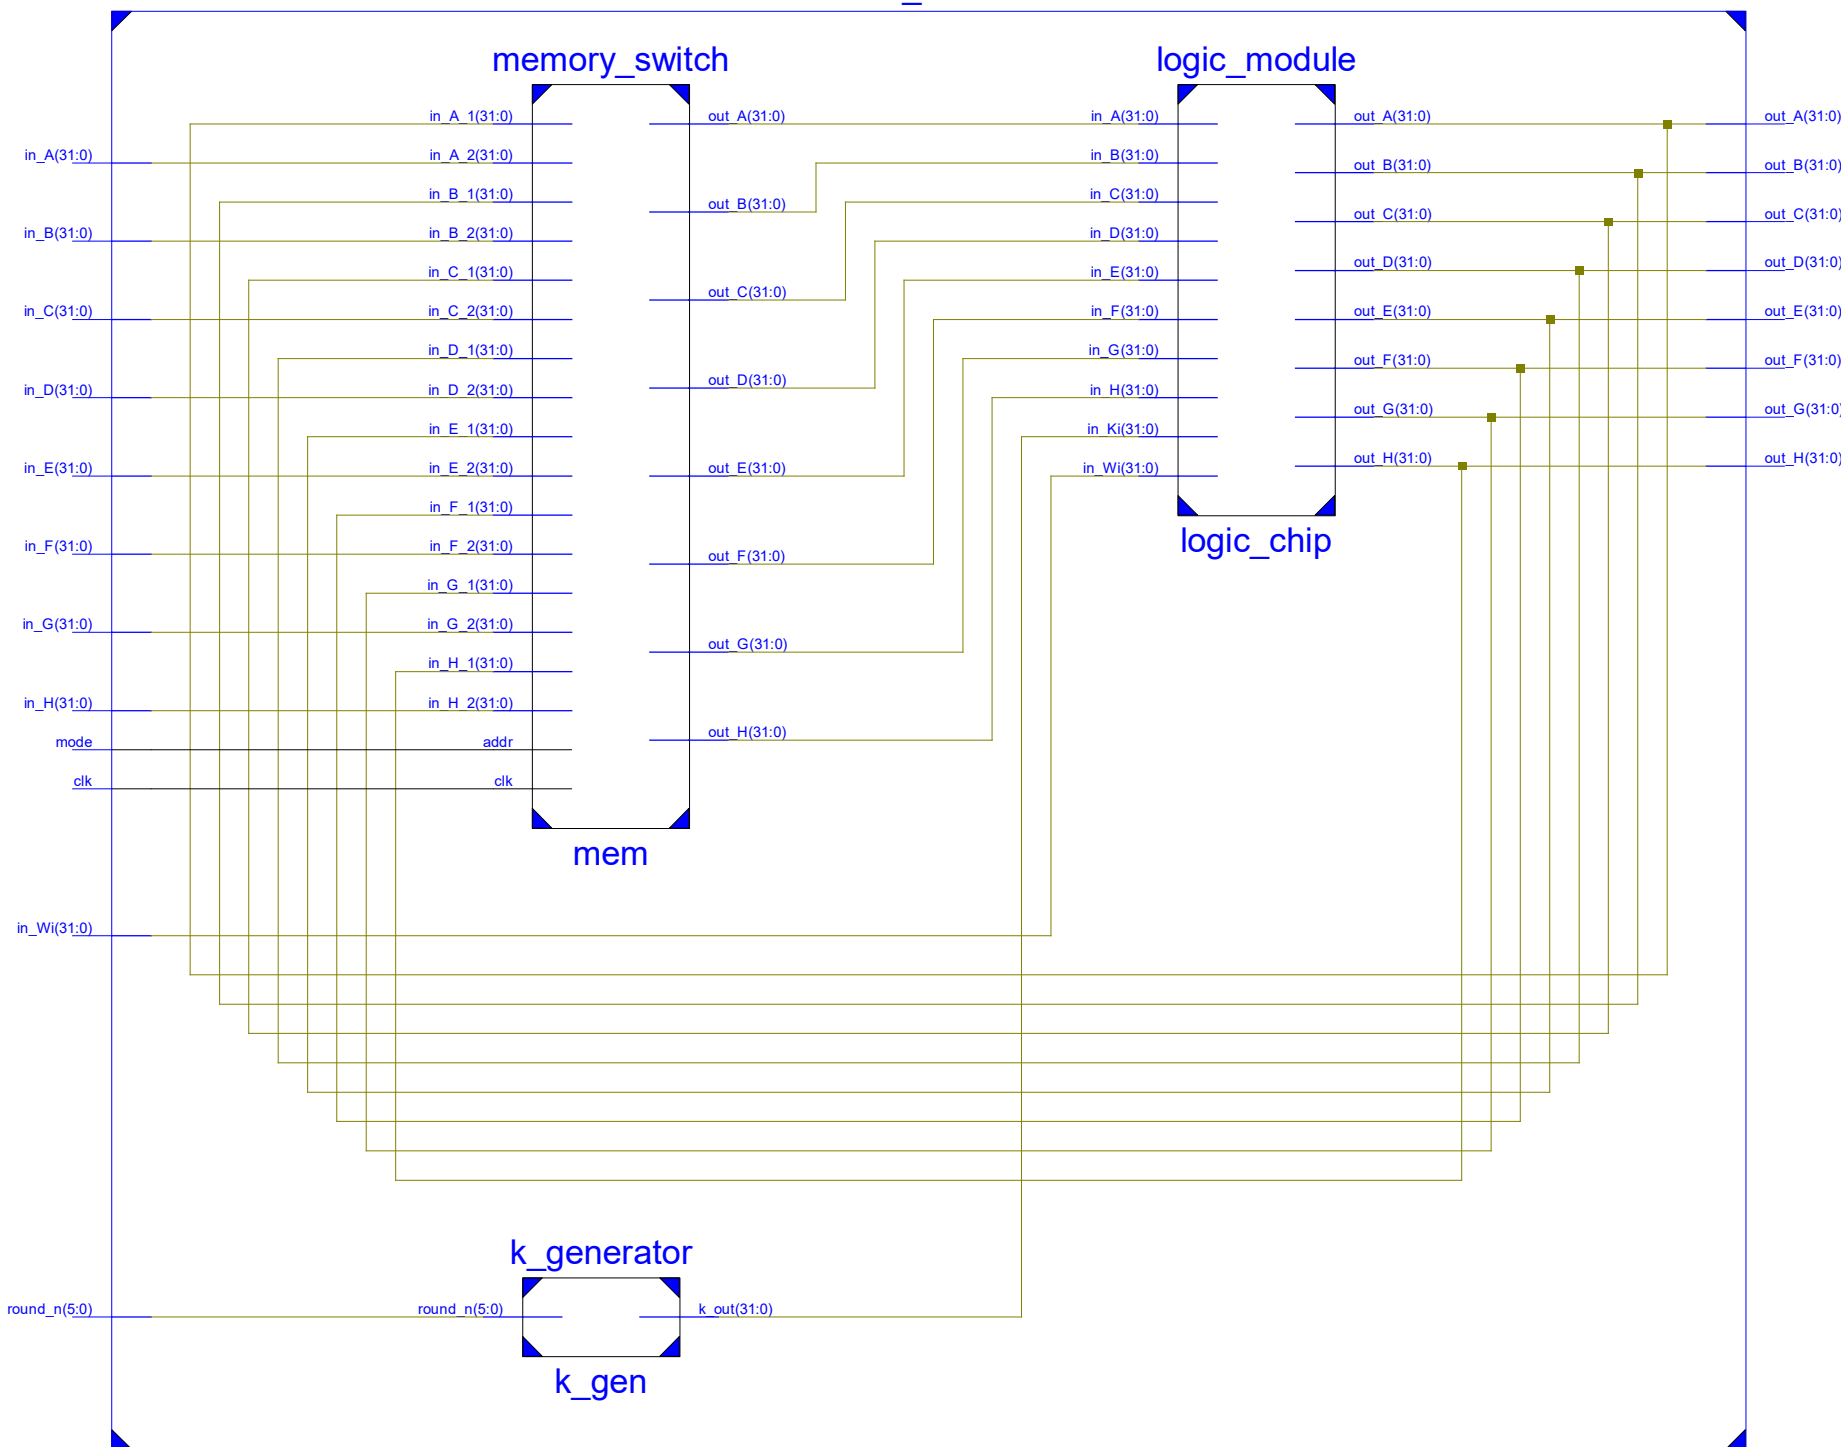 memory_switch
logic_module
in_A_1(31:0)
out_A(31:0)
in_A(31:0)
out_A(31:0)
out_A(31:0)
in_A(31:0)
in_A_2(31:0)
in_B(31:0)
out_B(31:0)
out_B(31:0)
in_B_1(31:0)
out_B(31:0)
in_C(31:0)
out_C(31:0)
out_C(31:0)
in_B(31:0)
in_B_2(31:0)
in_D(31:0)
out_D(31:0)
out_D(31:0)
in_C_1(31:0)
out_C(31:0)
in_E(31:0)
in_C(31:0)
in_C_2(31:0)
in_F(31:0)
out_E(31:0)
out_E(31:0)
in_D_1(31:0)
in_G(31:0)
out_F(31:0)
out_F(31:0)
in_D(31:0)
in_D_2(31:0)
out_D(31:0)
in_H(31:0)
out_G(31:0)
out_G(31:0)
in_E_1(31:0)
in_Ki(31:0)
in_E(31:0)
in_E_2(31:0)
out_E(31:0)
in_Wi(31:0)
out_H(31:0)
out_H(31:0)
in_F_1(31:0)
logic_chip
in_F(31:0)
in_F_2(31:0)
out_F(31:0)
in_G_1(31:0)
in_G(31:0)
in_G_2(31:0)
out_G(31:0)
in_H_1(31:0)
in_H(31:0)
in_H_2(31:0)
out_H(31:0)
mode
addr
clk
clk
mem
in_Wi(31:0)
k_generator
round_n(5:0)
round_n(5:0)
k_out(31:0)
k_gen